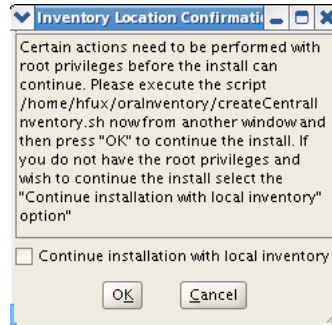 Inventory Location Confirmati
Certain actions need to be performed with
root privileges before the install can
continue. Please execute the script
/home/hfux/oraInventory/createCentralI
nventory.sh now from another window and
then press "OK" to continue the install. If
you do not have the root privileges and
wish to continue the install select the
"Continue installation with local inventory"
option"
Continue installation with local inventory
OK
Cancel